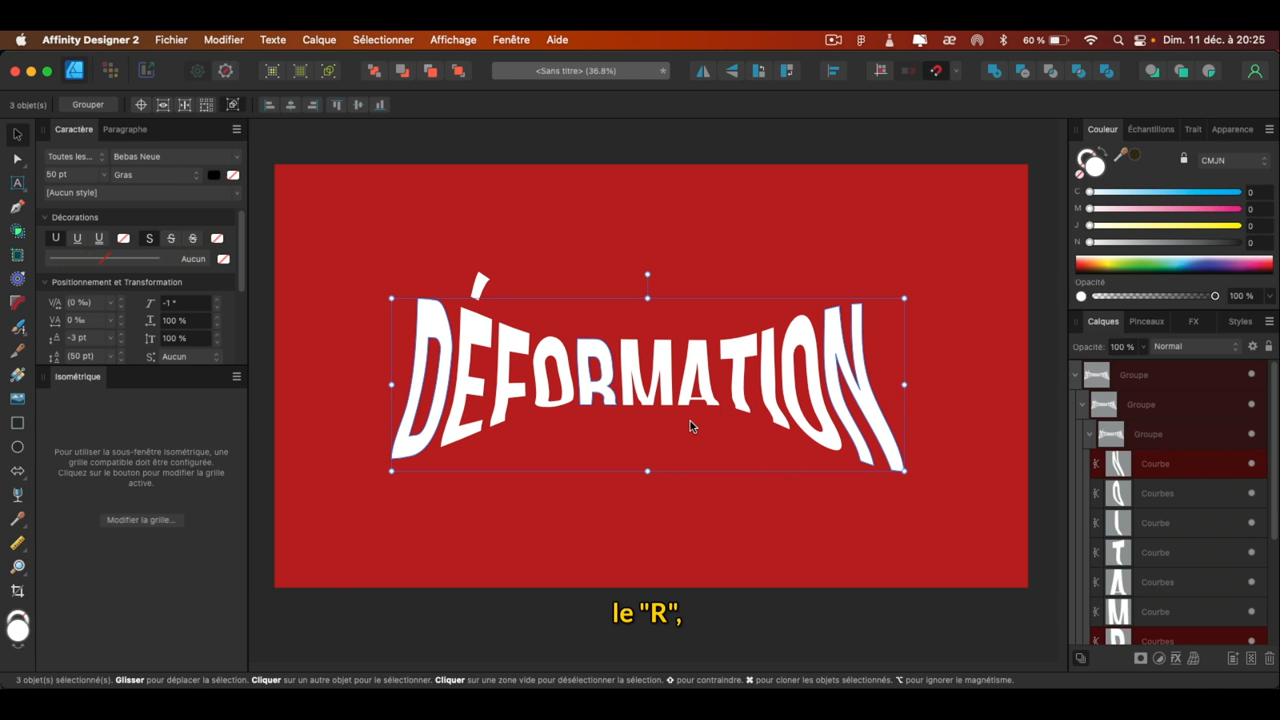 Affinity Designer 2 Fichier Modifier Texte Calque Sélectionner Affichage Fenêtre Aide
60 % Dim. 11 déc. à 20:25
<Sans titre> (36.8%)
3 objet(s) Grouper
Caractère Paragraphe
Toutes les... Bebas Neue
50 pt Gras
[Aucun style]
Décorations
U U U S S S
Aucun
Positionnement et Transformation
(0 ‰) -1 °
0 ‰ 100 %
-3 pt 100 %
(50 pt) Aucun
Isométrique
Pour utiliser la sous-fenêtre isométrique, une
grille compatible doit être configurée.
Cliquez sur le bouton pour modifier la grille
active.
Modifier la grille...
DÉFORMATION
le "R",
Couleur Échantillons Trait Apparence
CMJN
C 0
M 0
J 0
N 0
Opacité
100 %
Calques Pinceaux FX Styles
Opacité: 100 % Normal
Groupe
Groupe
Groupe
Courbe
Courbes
Courbe
Courbe
Courbes
Courbe
Courbes
3 objet(s) sélectionné(s). Glisser pour déplacer la sélection. Cliquer sur un autre objet pour le sélectionner. Cliquer sur une zone vide pour désélectionner la sélection. ⇧ pour contraindre. ⌘ pour cloner les objets sélectionnés. ⌥ pour ignorer le magnétisme.